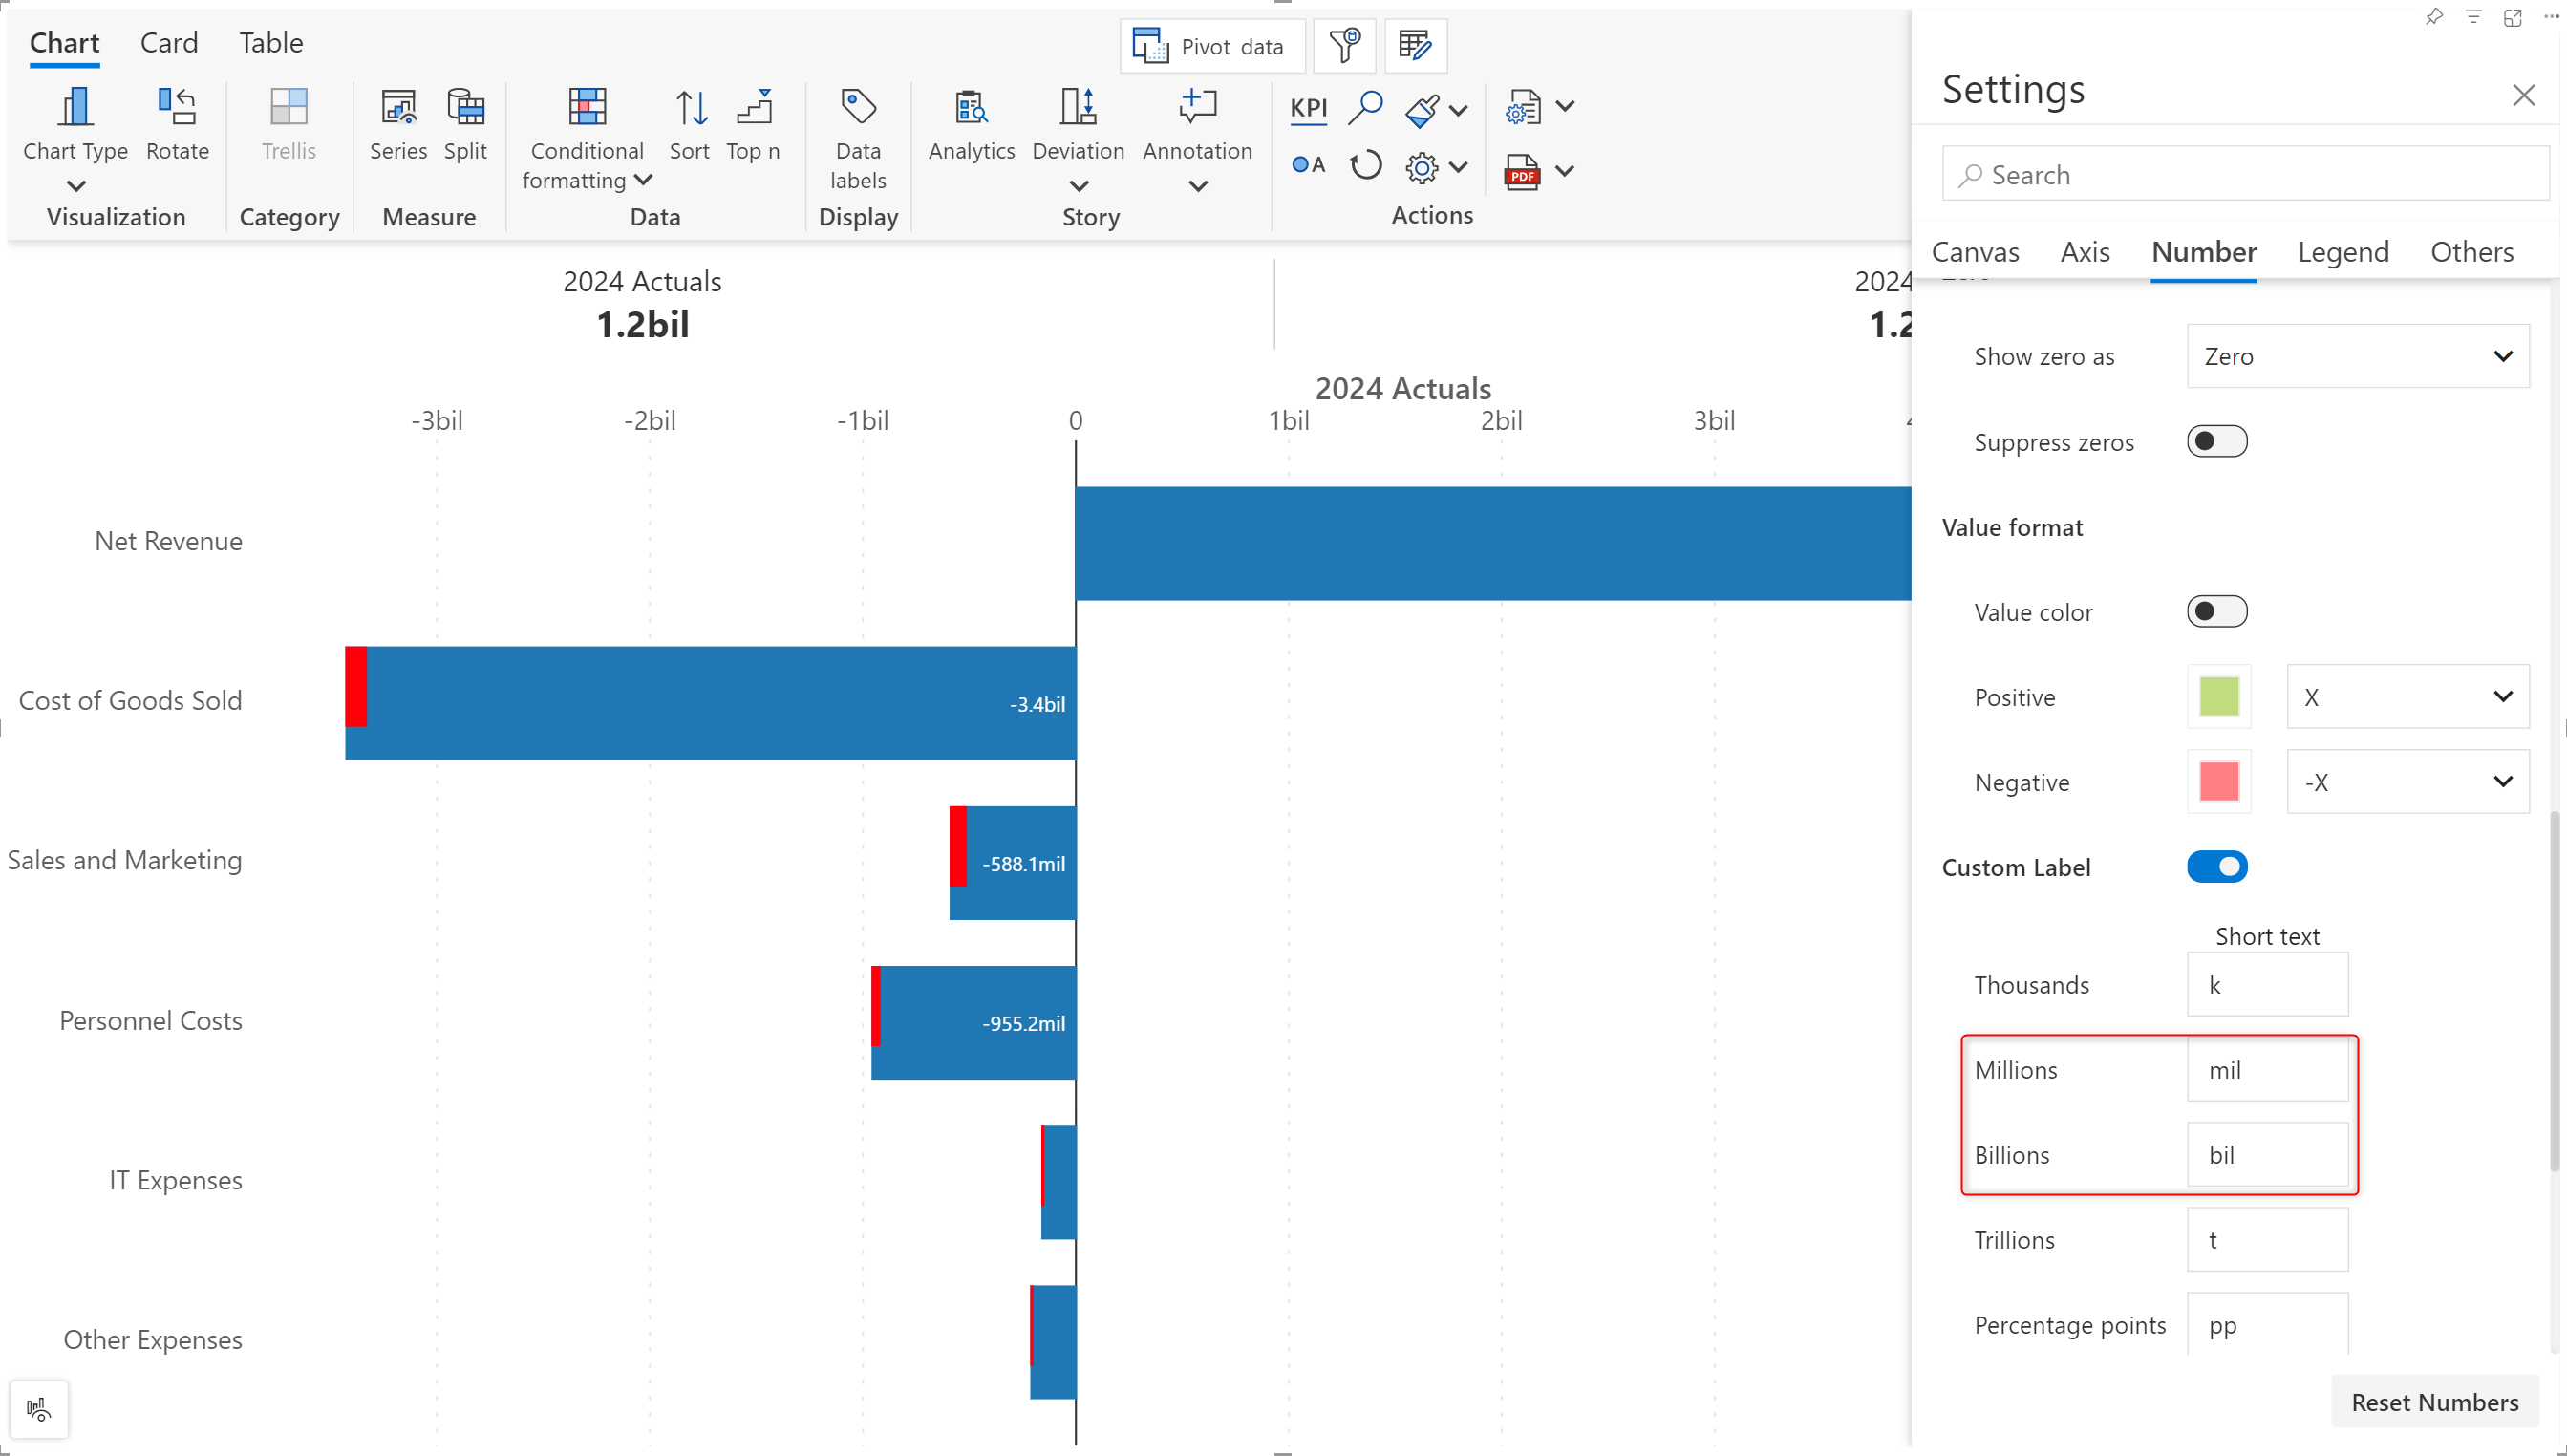 Chart Card Table
Pivot data
Chart Type
Rotate
Visualization
Trellis
Category
Series
Split
Measure
Conditional
formatting
Sort
Top n
Data
Data
labels
Display
Analytics
Deviation
Annotation
Story
KPI
A
PDF
Actions
2024 Actuals
1.2bil
2024
1.2
2024 Actuals
-3bil -2bil -1bil 0 1bil 2bil 3bil
Net Revenue
Cost of Goods Sold
-3.4bil
Sales and Marketing
-588.1mil
Personnel Costs
-955.2mil
IT Expenses
Other Expenses
Settings
Search
Canvas Axis Number Legend Others
Show zero as Zero
Suppress zeros
Value format
Value color
Positive X
Negative -X
Custom Label
Short text
Thousands k
Millions mil
Billions bil
Trillions t
Percentage points pp
Reset Numbers